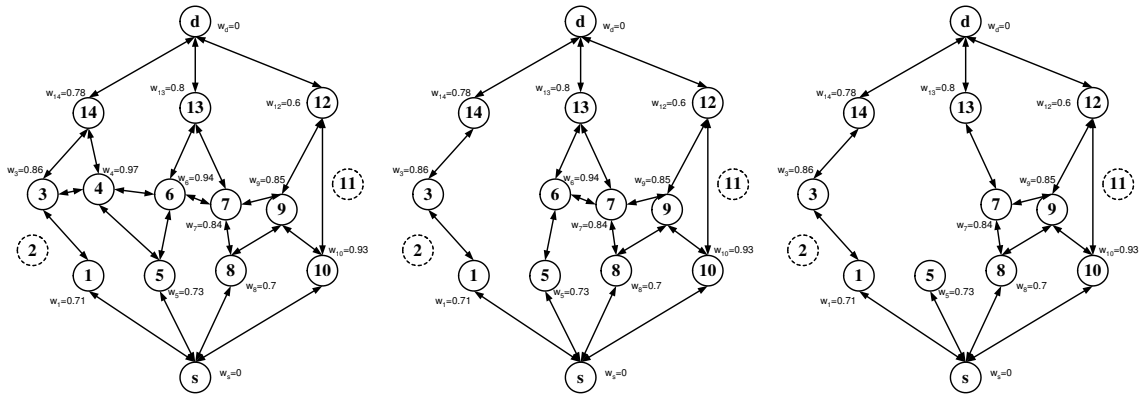 d w_d=0
w_14=0.78 w_13=0.8 w_12=0.6
14 13 12
w_3=0.86 w_4=0.97 w_6=0.94 w_9=0.85
3 4 6 7 9 11
w_7=0.84
2 w_10=0.93
1 5 8 10
w_1=0.71 w_5=0.73 w_8=0.7
s w_s=0
d w_d=0
w_14=0.78 w_13=0.8 w_12=0.6
14 13 12
w_3=0.86 w_6=0.94 w_9=0.85
3 6 7 9 11
w_7=0.84
2 w_10=0.93
1 5 8 10
w_1=0.71 w_5=0.73 w_8=0.7
s w_s=0
d w_d=0
w_14=0.78 w_13=0.8 w_12=0.6
14 13 12
w_3=0.86 w_9=0.85
3 7 9 11
w_7=0.84
2 w_10=0.93
1 5 8 10
w_1=0.71 w_5=0.73 w_8=0.7
s w_s=0